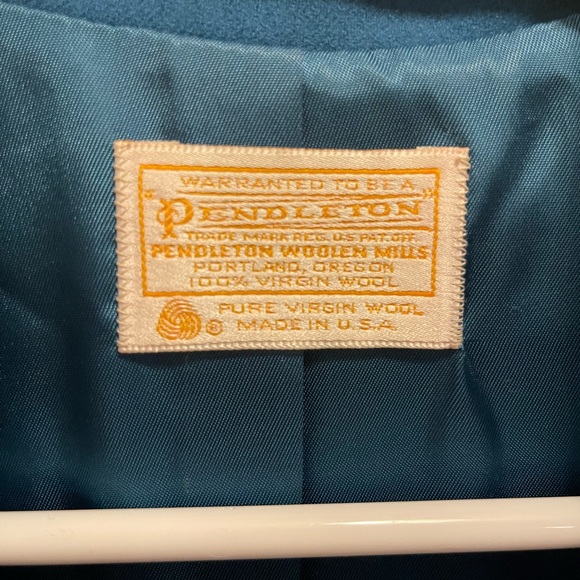 WARRANTED TO BE A
"PENDLETON"
TRADE MARK REG. U.S. PAT. OFF.
PENDLETON WOOLEN MILLS
PORTLAND, OREGON
100% VIRGIN WOOL
® PURE VIRGIN WOOL
MADE IN U.S.A.